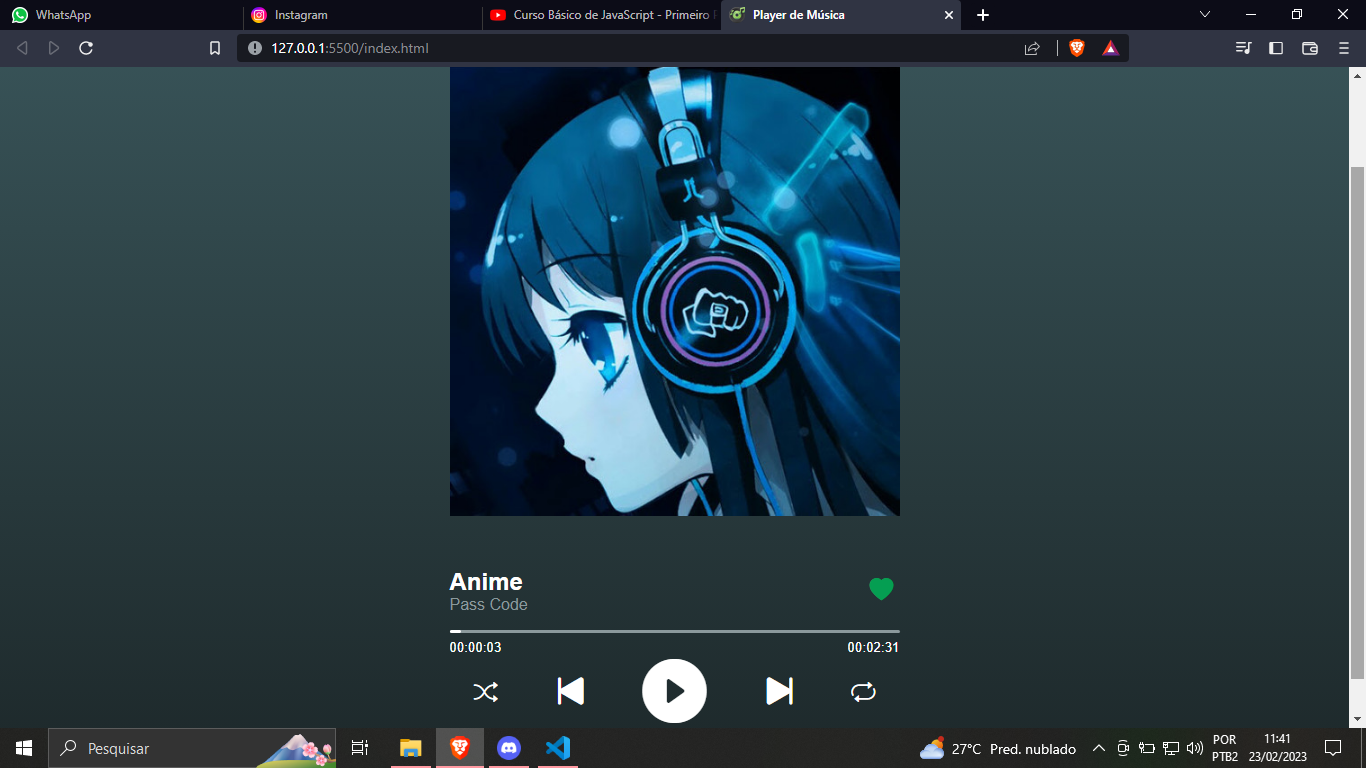 WhatsApp
Instagram
Curso Básico de JavaScript - Primeiro
Player de Música
127.0.0.1:5500/index.html
Anime
Pass Code
00:00:03
00:02:31
Pesquisar
27°C Pred. nublado
POR
PTB2
11:41
23/02/2023